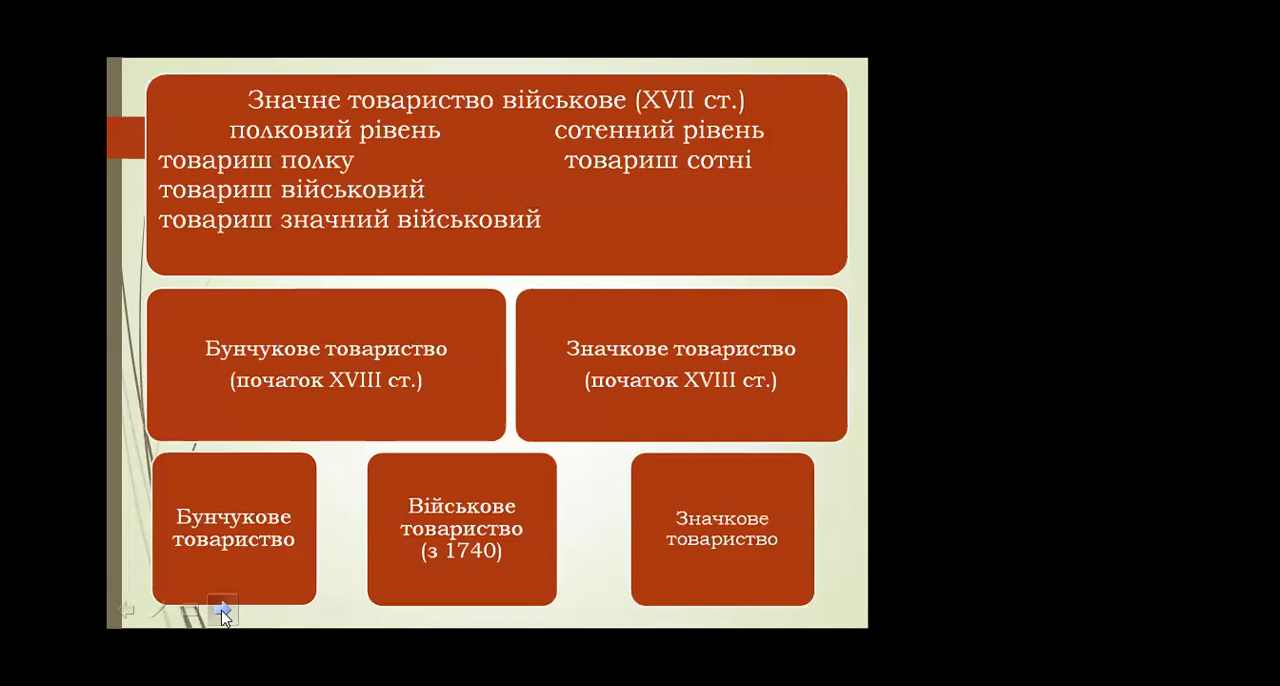 Значне товариство військове (XVII ст.)
полковий рівень сотенний рівень
товариш полку товариш сотні
товариш військовий
товариш значний військовий
Бунчукове товариство
(початок XVIII ст.)
Значкове товариство
(початок XVIII ст.)
Бунчукове
товариство
Військове
товариство
(з 1740)
Значкове
товариство